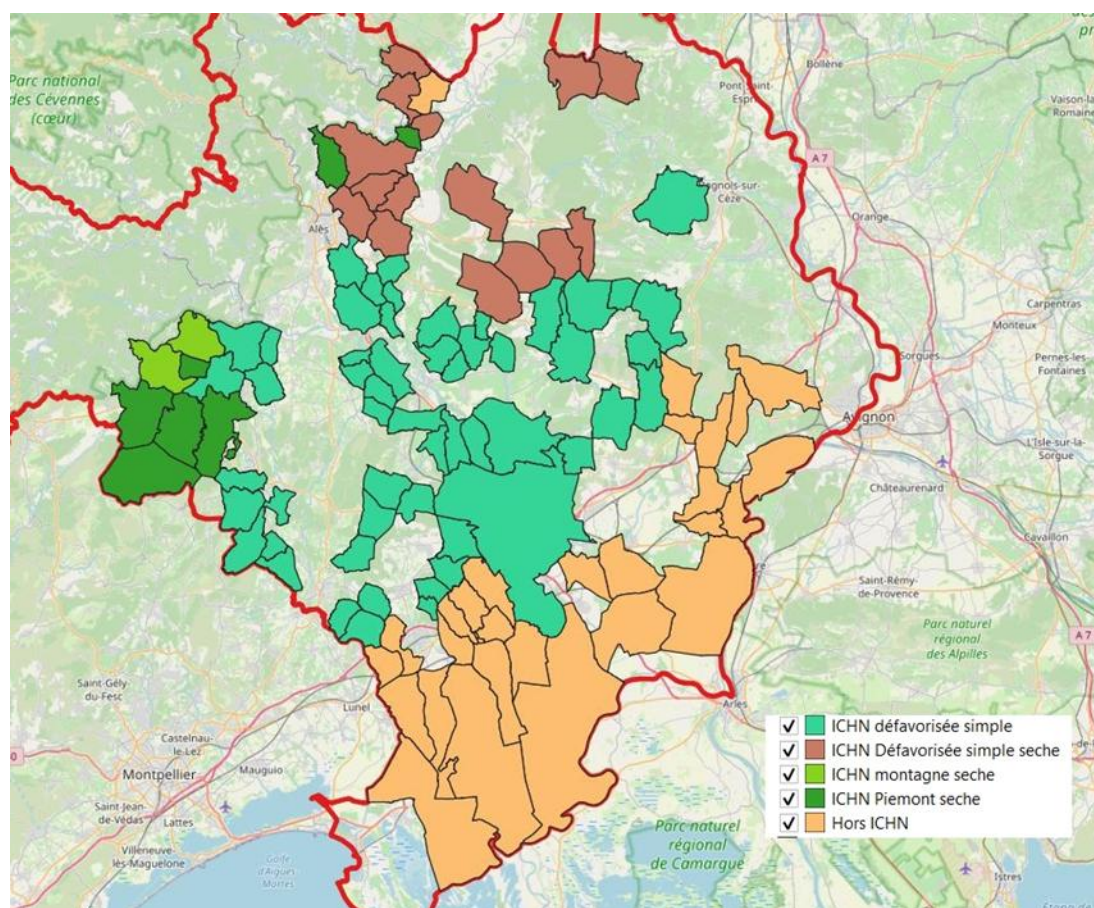 Parc national
des Cévennes
(cœur)
Bollène
Pont-Saint-
Vaison-la-
Romaine
A 7
Orange
Cèze
Alès
Carpentras
Monteux
Sorgues
Pernes-les-
Fontaines
Avignon
L'Isle-sur-la-
Sorgue
Châteaurenard
Cavaillon
Saint-Rémy-
de-Provence
Parc naturel
régional
des Alpilles
A 7
Saint-Gély-
du-Fesc
Lunel
Arles
Castelnau-
le-Lez
Montpellier
Mauguio
Saint-Jean-
de-Védas
Lattes
Villeneuve-
lès-Maguelone
Golfe
d'Aigues
Mortes
Parc naturel
régional
de Camargue
Istres
ICHN défavorisée simple
ICHN Défavorisée simple seche
ICHN montagne seche
ICHN Piemont seche
Hors ICHN